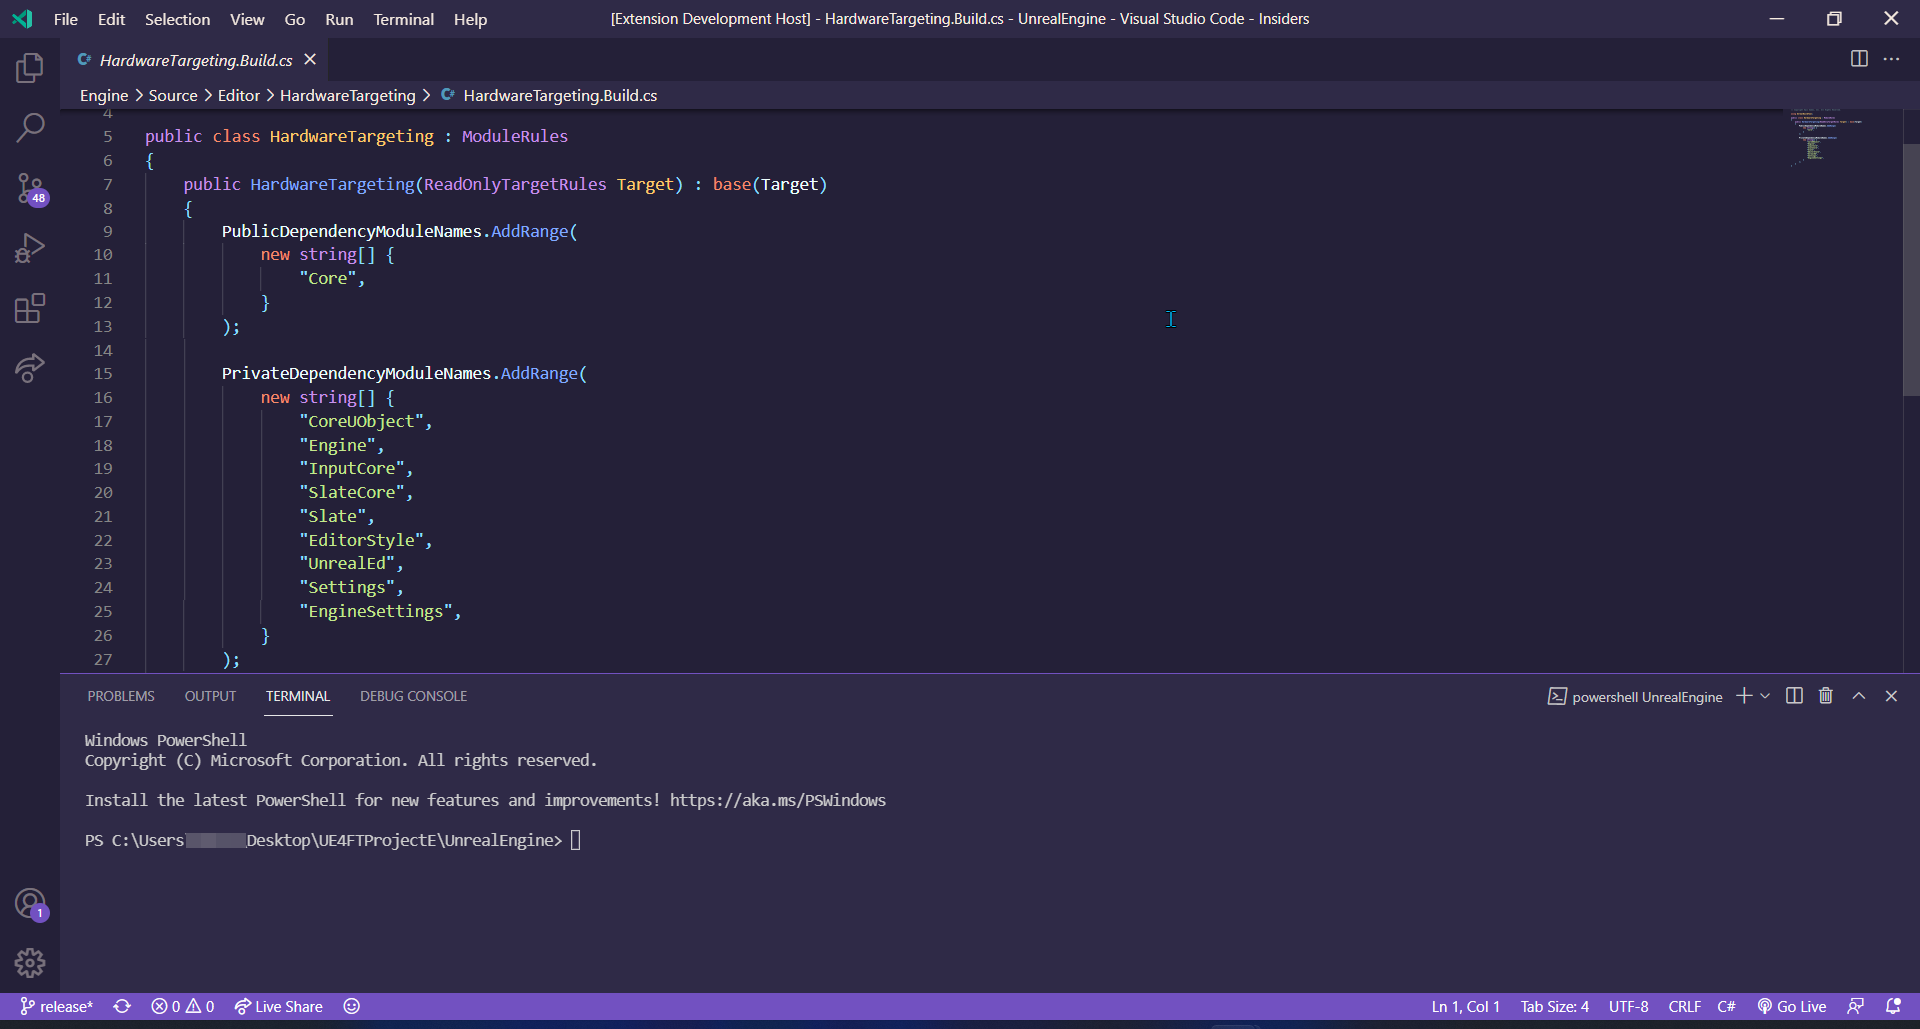 File Edit Selection View Go Run Terminal Help [Extension Development Host] - HardwareTargeting.Build.cs - UnrealEngine - Visual Studio Code - Insiders
C# HardwareTargeting.Build.cs
Engine > Source > Editor > HardwareTargeting > C# HardwareTargeting.Build.cs
4
5 public class HardwareTargeting : ModuleRules
6 {
7 public HardwareTargeting(ReadOnlyTargetRules Target) : base(Target)
8 {
9 PublicDependencyModuleNames.AddRange(
10 new string[] {
11 "Core",
12 }
13 );
14
15 PrivateDependencyModuleNames.AddRange(
16 new string[] {
17 "CoreUObject",
18 "Engine",
19 "InputCore",
20 "SlateCore",
21 "Slate",
22 "EditorStyle",
23 "UnrealEd",
24 "Settings",
25 "EngineSettings",
26 }
27 );
48
PROBLEMS OUTPUT TERMINAL DEBUG CONSOLE powershell UnrealEngine
Windows PowerShell
Copyright (C) Microsoft Corporation. All rights reserved.
Install the latest PowerShell for new features and improvements! https://aka.ms/PSWindows
PS C:\Users Desktop\UE4FTProjectE\UnrealEngine>
1
release* 0 0 Live Share Ln 1, Col 1 Tab Size: 4 UTF-8 CRLF C# Go Live